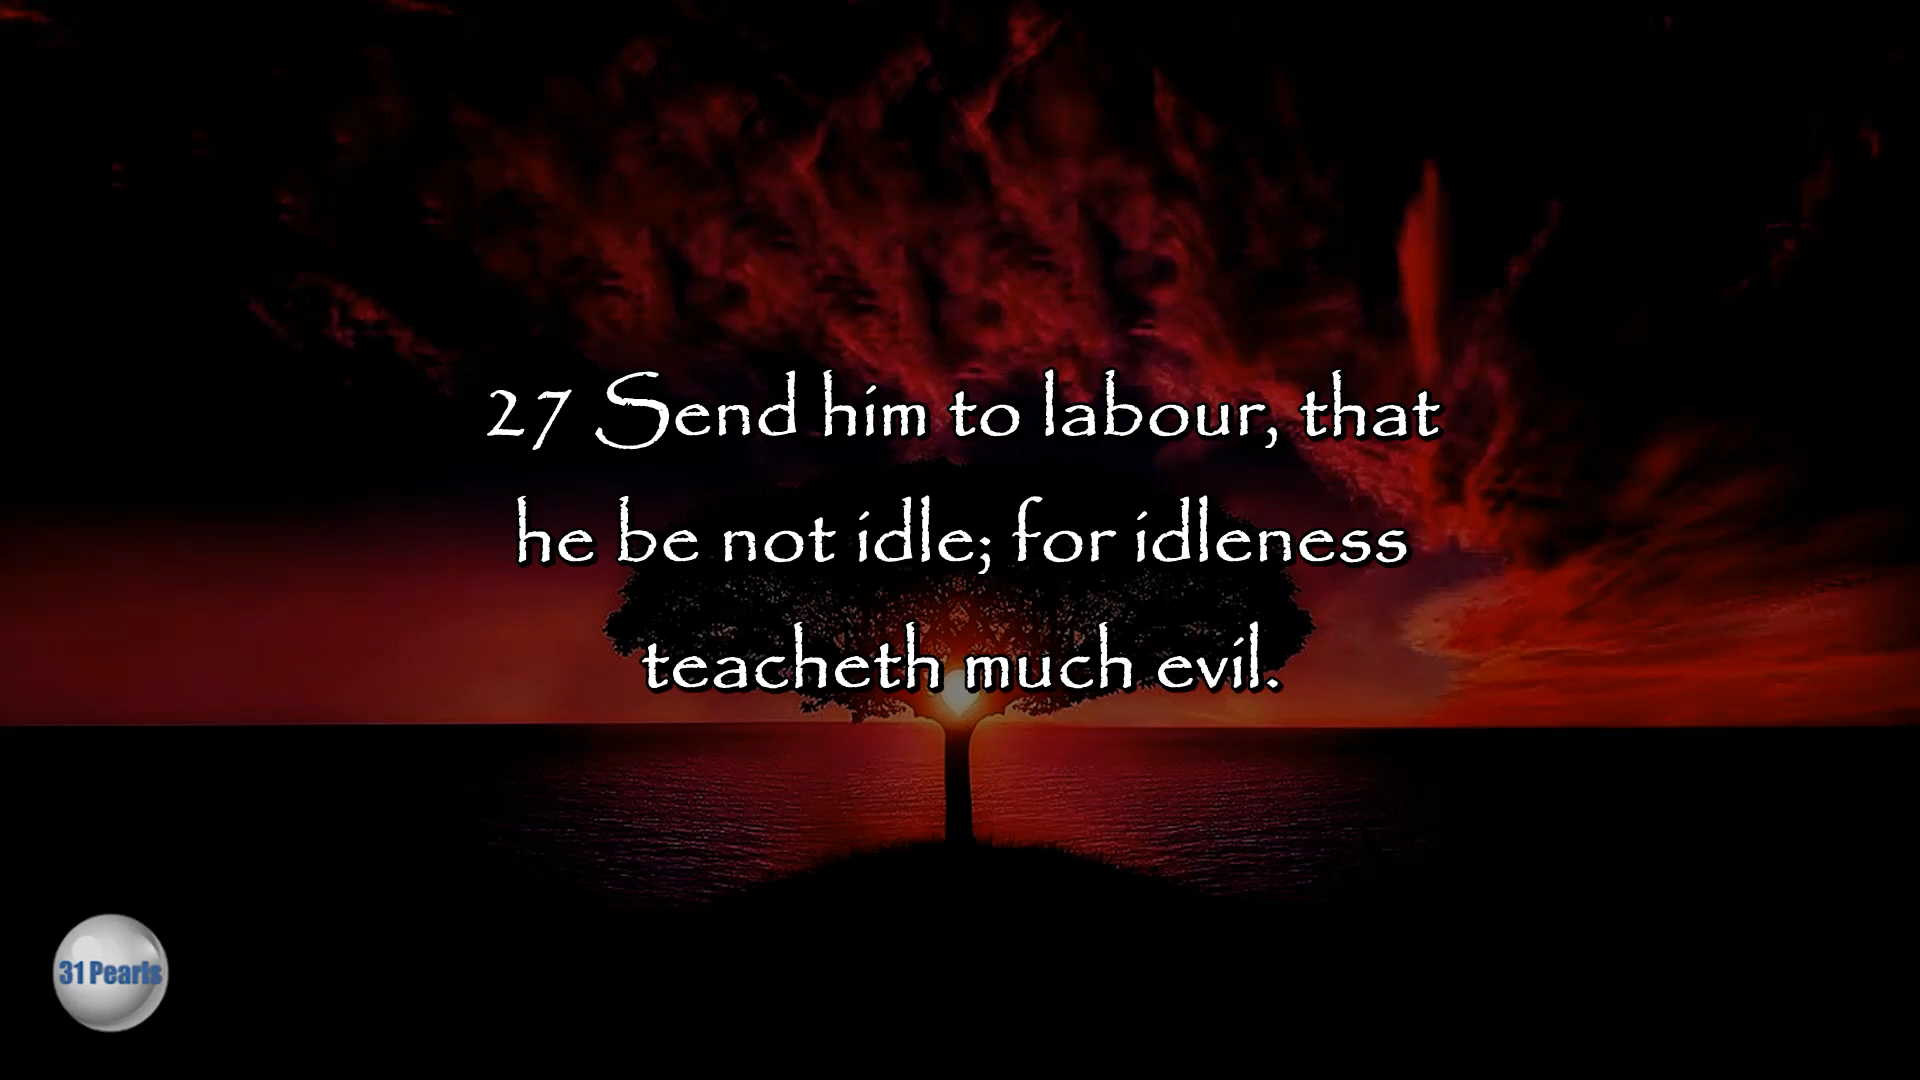 27 Send him to labour, that
he be not idle; for idleness
teacheth much evil.
31 Pearls